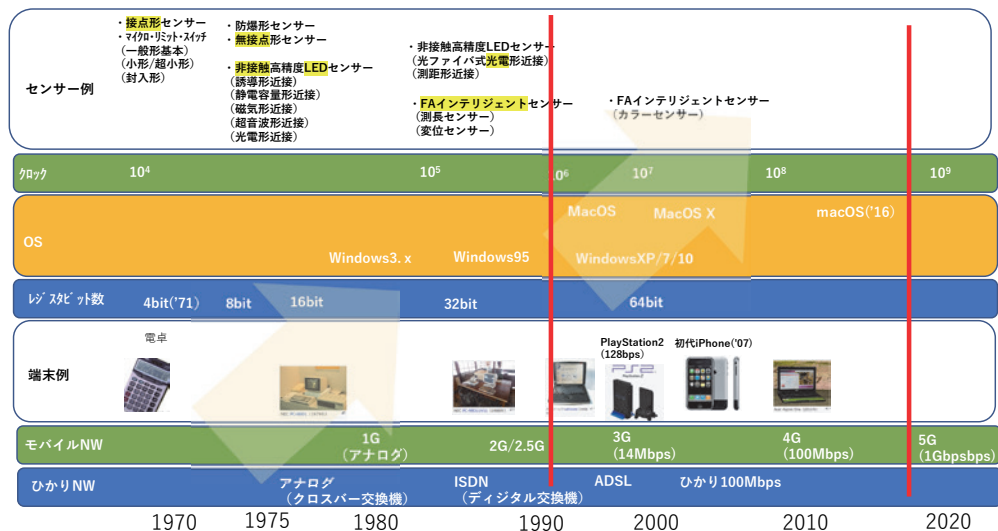 センサー例
・接点形センサー
・マイクロ・リミット・スイッチ
（一般形基本）
（小形/超小形）
（封入形）
・防爆形センサー
・無接点形センサー
・非接触高精度LEDセンサー
（誘導形近接）
（静電容量形近接）
（磁気形近接）
（超音波形近接）
（光電形近接）
・非接触高精度LEDセンサー
（光ファイバ式光電形近接）
（測距形近接）
・FAインテリジェントセンサー
（測長センサー）
（変位センサー）
・FAインテリジェントセンサー
（カラーセンサー）
クロック 10⁴ 10⁵ 10⁶ 10⁷ 10⁸ 10⁹
OS
MacOS MacOS X macOS('16)
Windows3. x Windows95 WindowsXP/7/10
レジスタビット数 4bit('71) 8bit 16bit 32bit 64bit
端末例
電卓
PlayStation2
(128bps)
初代iPhone('07)
PS2
PlayStation 2
モバイルNW
1G
（アナログ）
2G/2.5G
3G
(14Mbps)
4G
(100Mbps)
5G
(1Gbpsbps)
ひかりNW
アナログ
（クロスバー交換機）
ISDN
（ディジタル交換機）
ADSL
ひかり100Mbps
1970 1975 1980 1990 2000 2010 2020